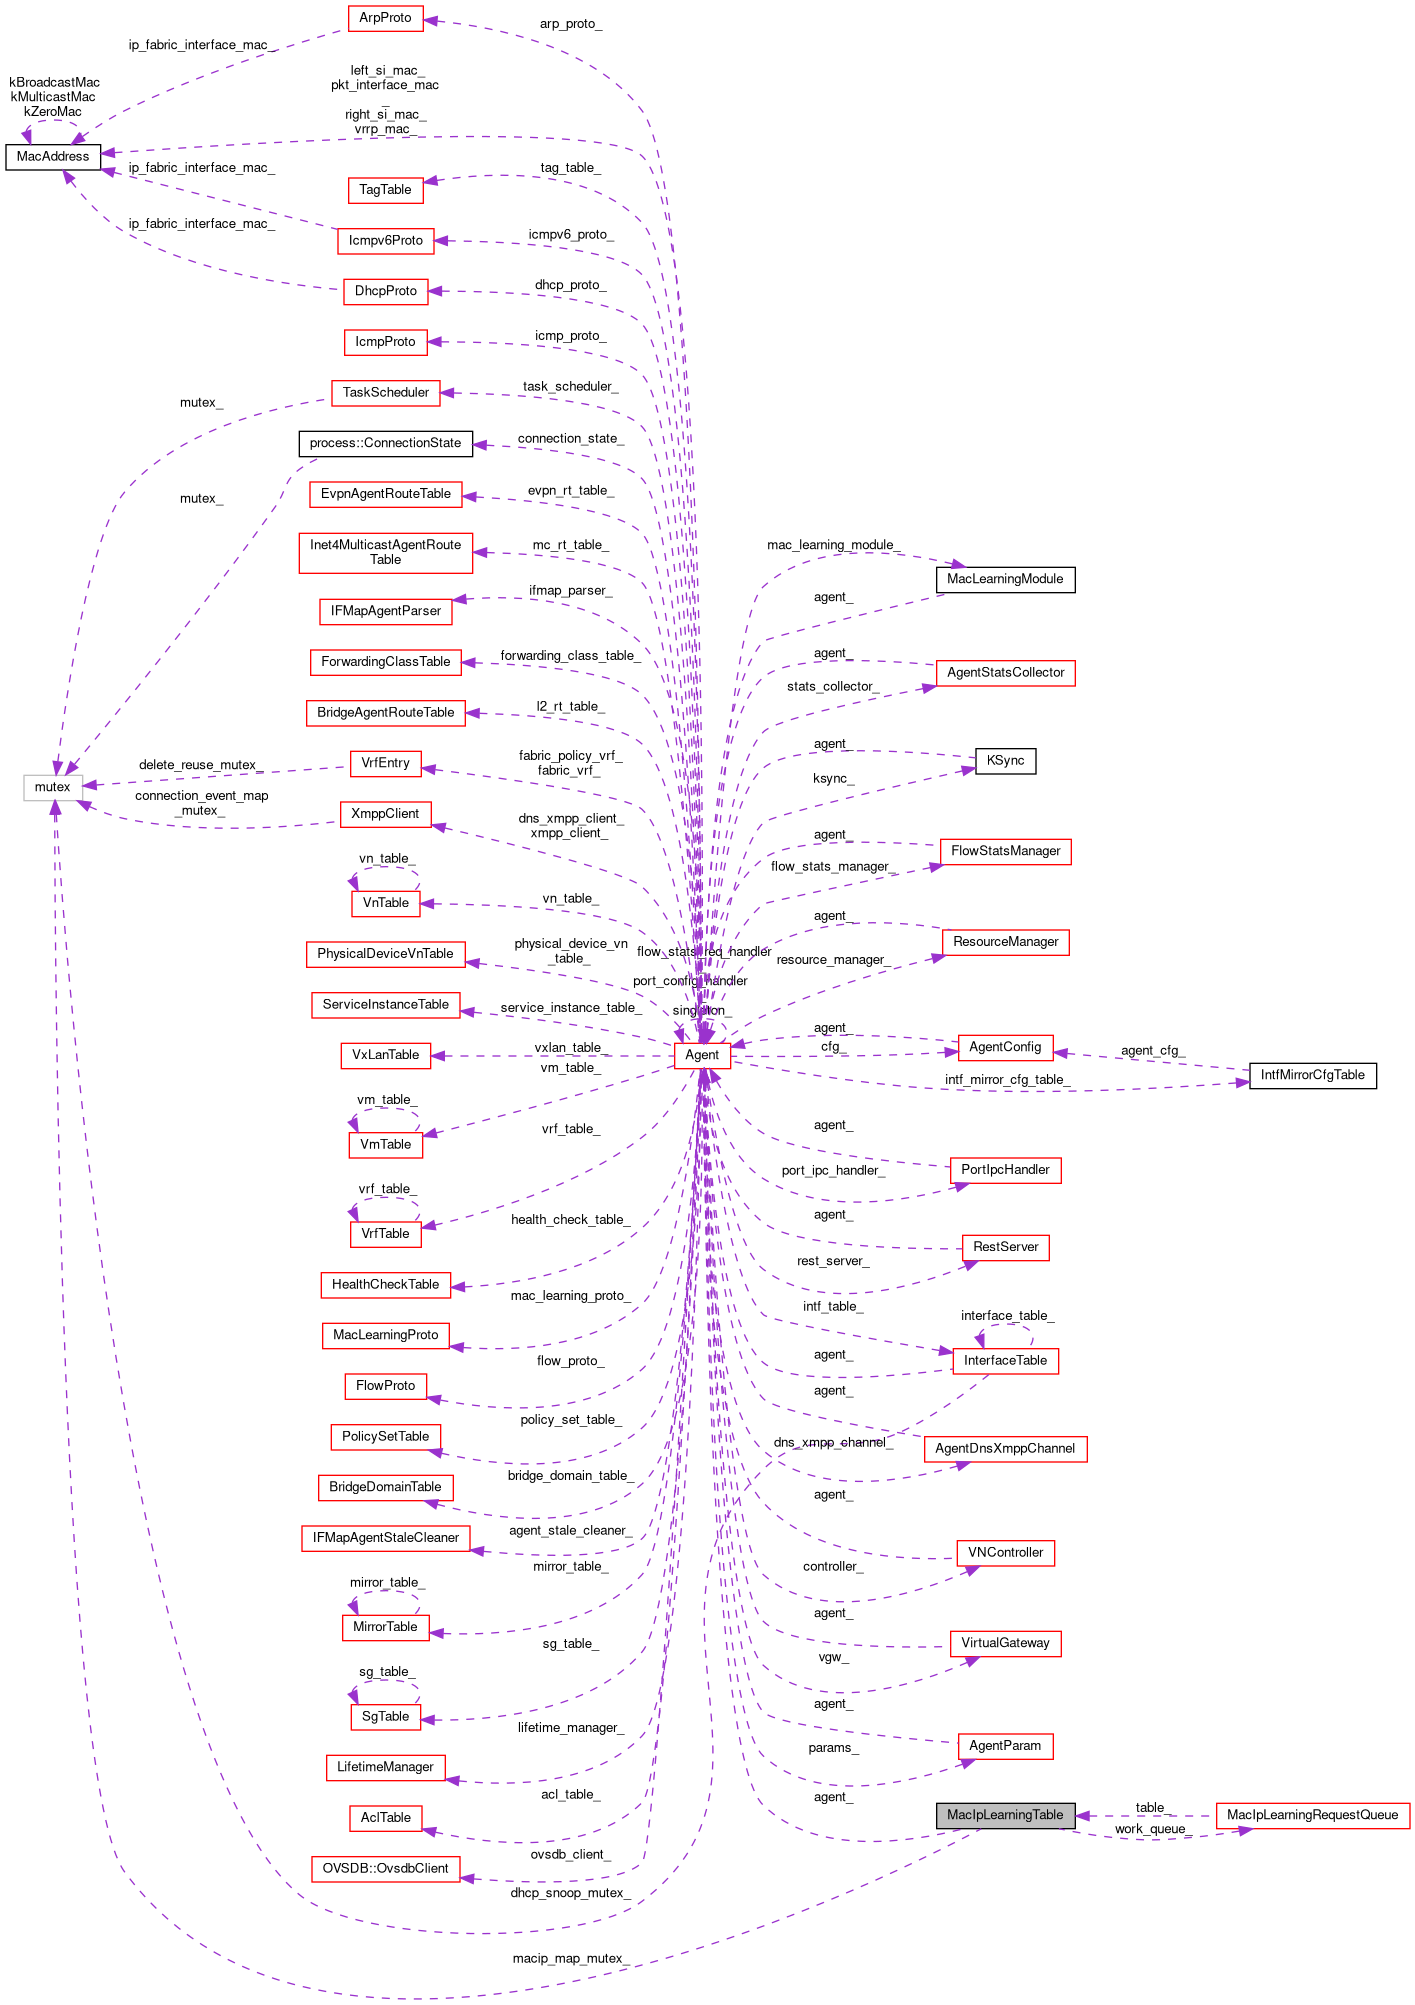 ArpProto
arp_proto_
ip_fabric_interface_mac_
left_si_mac_
pkt_interface_mac
_
right_si_mac_
vrrp_mac_
kBroadcastMac
kMulticastMac
kZeroMac
MacAddress
ip_fabric_interface_mac_
tag_table_
TagTable
ip_fabric_interface_mac_
Icmpv6Proto
icmpv6_proto_
DhcpProto
dhcp_proto_
IcmpProto
icmp_proto_
TaskScheduler
task_scheduler_
mutex_
process::ConnectionState
connection_state_
mutex_
EvpnAgentRouteTable
evpn_rt_table_
Inet4MulticastAgentRoute
Table
mc_rt_table_
mac_learning_module_
MacLearningModule
IFMapAgentParser
ifmap_parser_
agent_
ForwardingClassTable
forwarding_class_table_
agent_
AgentStatsCollector
stats_collector_
BridgeAgentRouteTable
l2_rt_table_
VrfEntry
fabric_policy_vrf_
fabric_vrf_
agent_
KSync
ksync_
delete_reuse_mutex_
mutex
connection_event_map
_mutex_
XmppClient
dns_xmpp_client_
xmpp_client_
agent_
FlowStatsManager
flow_stats_manager_
vn_table_
VnTable
vn_table_
agent_
ResourceManager
resource_manager_
PhysicalDeviceVnTable
physical_device_vn
_table_
flow_stats_req_handler
_
port_config_handler
_
singleton_
ServiceInstanceTable
service_instance_table_
VxLanTable
vxlan_table_
Agent
agent_
cfg_
AgentConfig
agent_cfg_
IntfMirrorCfgTable
intf_mirror_cfg_table_
vm_table_
vm_table_
VmTable
vrf_table_
agent_
PortIpcHandler
port_ipc_handler_
vrf_table_
VrfTable
health_check_table_
agent_
RestServer
rest_server_
HealthCheckTable
mac_learning_proto_
intf_table_
interface_table_
MacLearningProto
InterfaceTable
flow_proto_
agent_
FlowProto
agent_
policy_set_table_
PolicySetTable
dns_xmpp_channel_
AgentDnsXmppChannel
bridge_domain_table_
BridgeDomainTable
agent_
agent_stale_cleaner_
IFMapAgentStaleCleaner
VNController
mirror_table_
controller_
mirror_table_
MirrorTable
agent_
VirtualGateway
sg_table_
vgw_
sg_table_
SgTable
agent_
lifetime_manager_
AgentParam
params_
LifetimeManager
acl_table_
agent_
AclTable
MacIpLearningTable
table_
work_queue_
MacIpLearningRequestQueue
ovsdb_client_
OVSDB::OvsdbClient
dhcp_snoop_mutex_
macip_map_mutex_